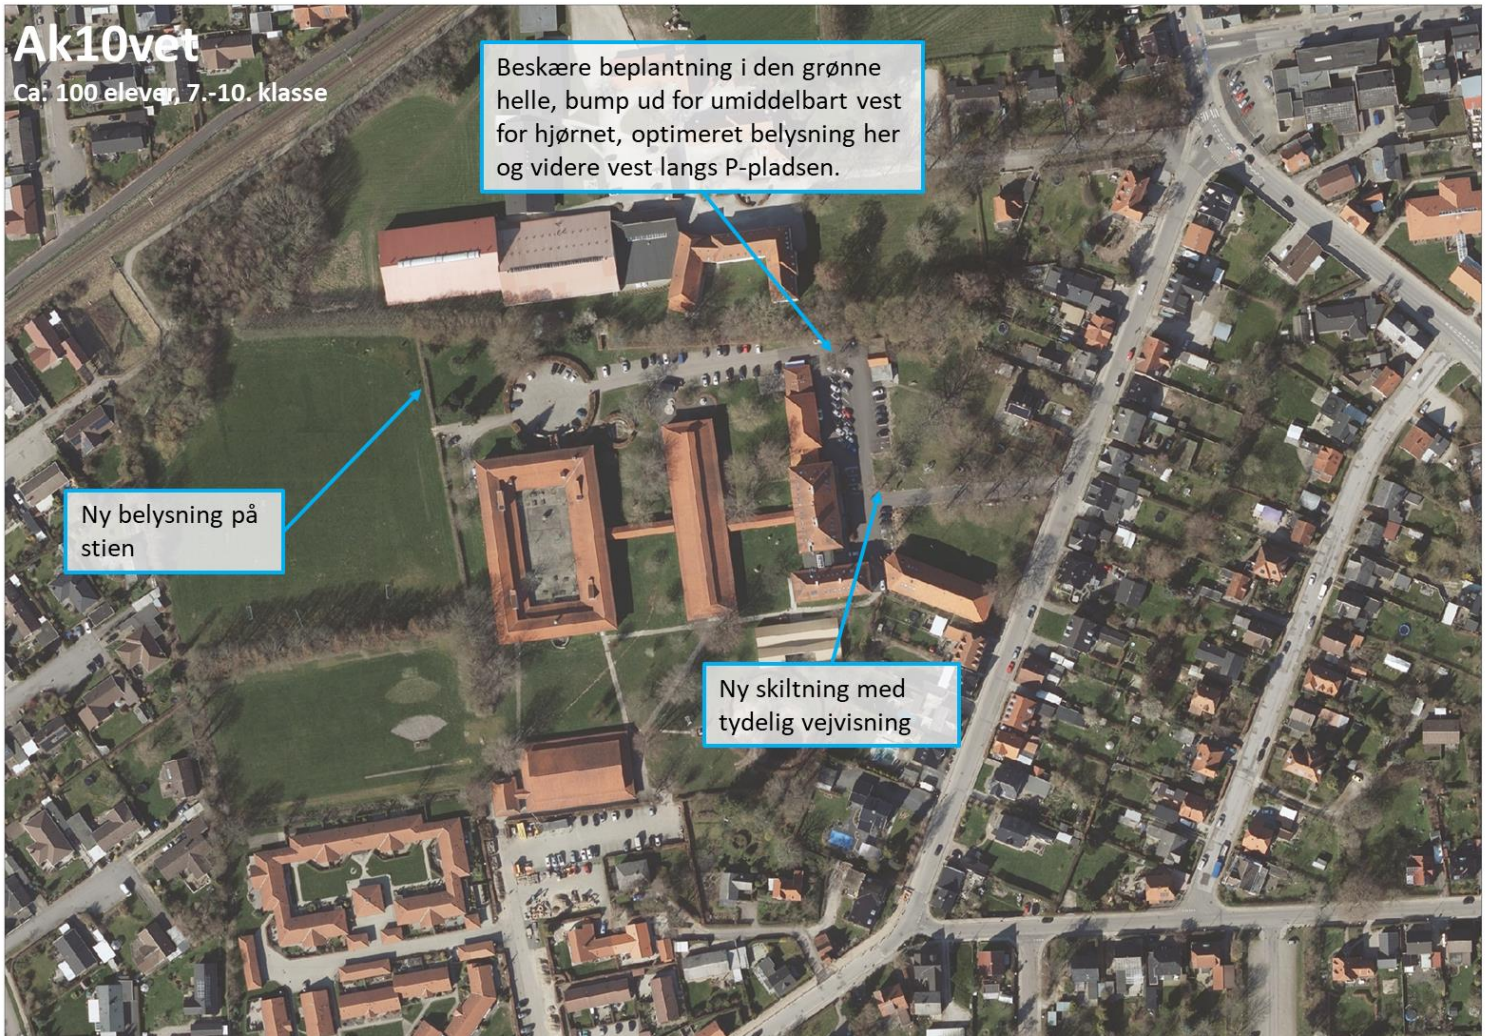 Ak10vet
Ca. 100 elever, 7.-10. klasse
Beskære beplantning i den grønne
helle, bump ud for umiddelbart vest
for hjørnet, optimeret belysning her
og videre vest langs P-pladsen.
Ny belysning på
stien
Ny skiltning med
tydelig vejvisning